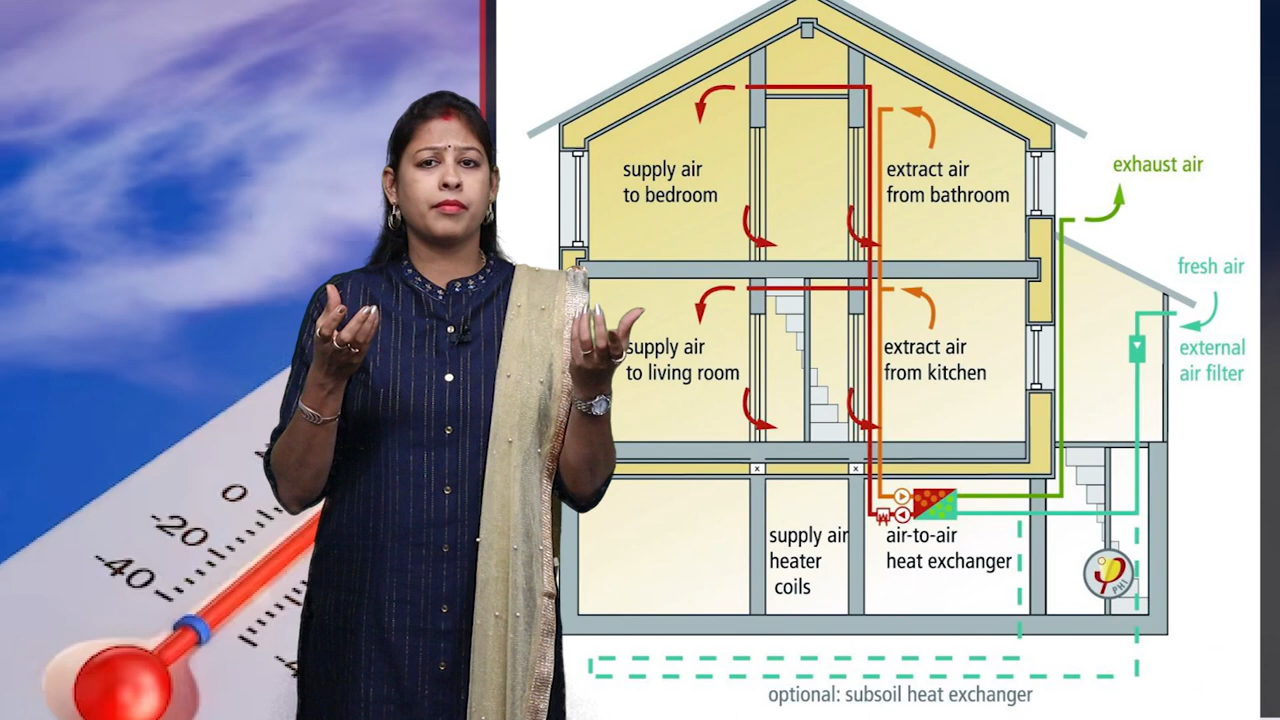 supply air
to bedroom
extract air
from bathroom
exhaust air
fresh air
external
air filter
supply air
to living room
extract air
from kitchen
supply air
heater
coils
air-to-air
heat exchanger
x
x
PHI
optional: subsoil heat exchanger
0
-20
-40